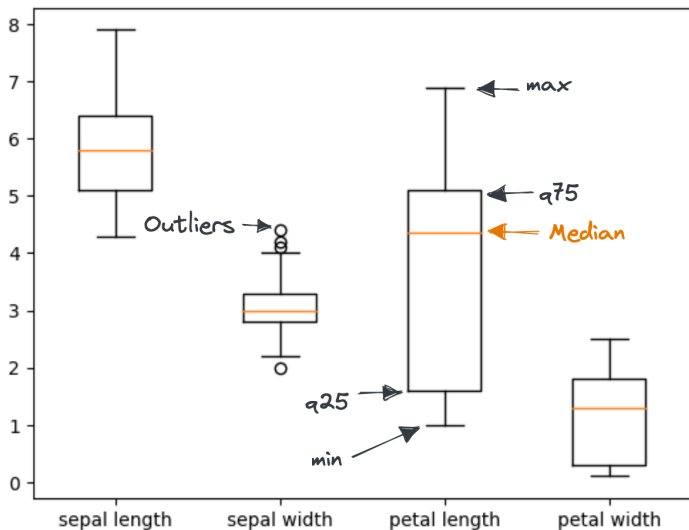 8
7
max
6
q75
5
Outliers
Median
4
3
2
q25
1
min
0
sepal length
sepal width
petal length
petal width